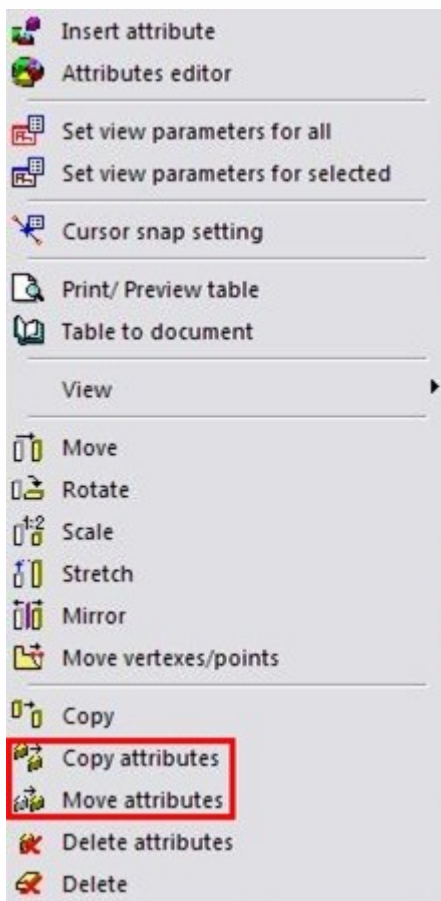 Insert attribute
Attributes editor
Set view parameters for all
Set view parameters for selected
Cursor snap setting
Print/ Preview table
Table to document
View
Move
Rotate
1:2
Scale
Stretch
Mirror
Move vertexes/points
Copy
Copy attributes
Move attributes
Delete attributes
Delete